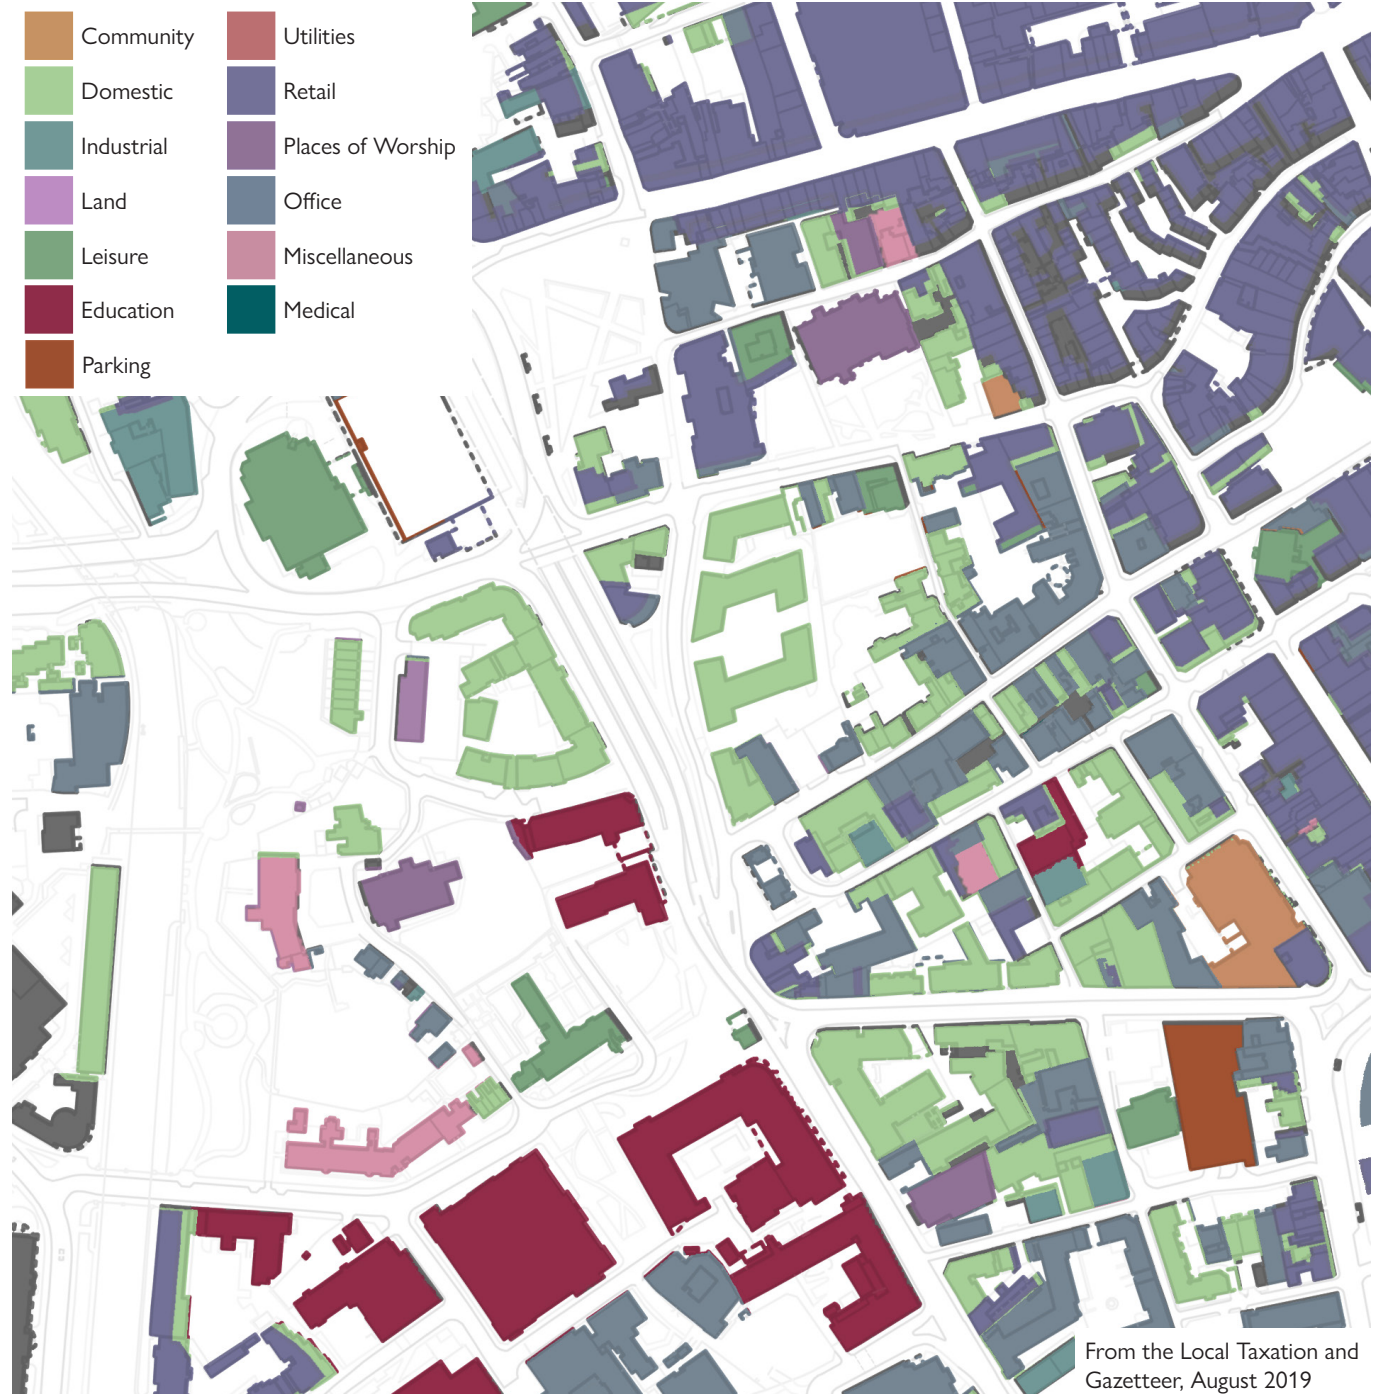 Community
Domestic
Industrial
Land
Leisure
Education
Parking
Utilities
Retail
Places of Worship
Office
Miscellaneous
Medical
From the Local Taxation and
Gazetteer, August 2019